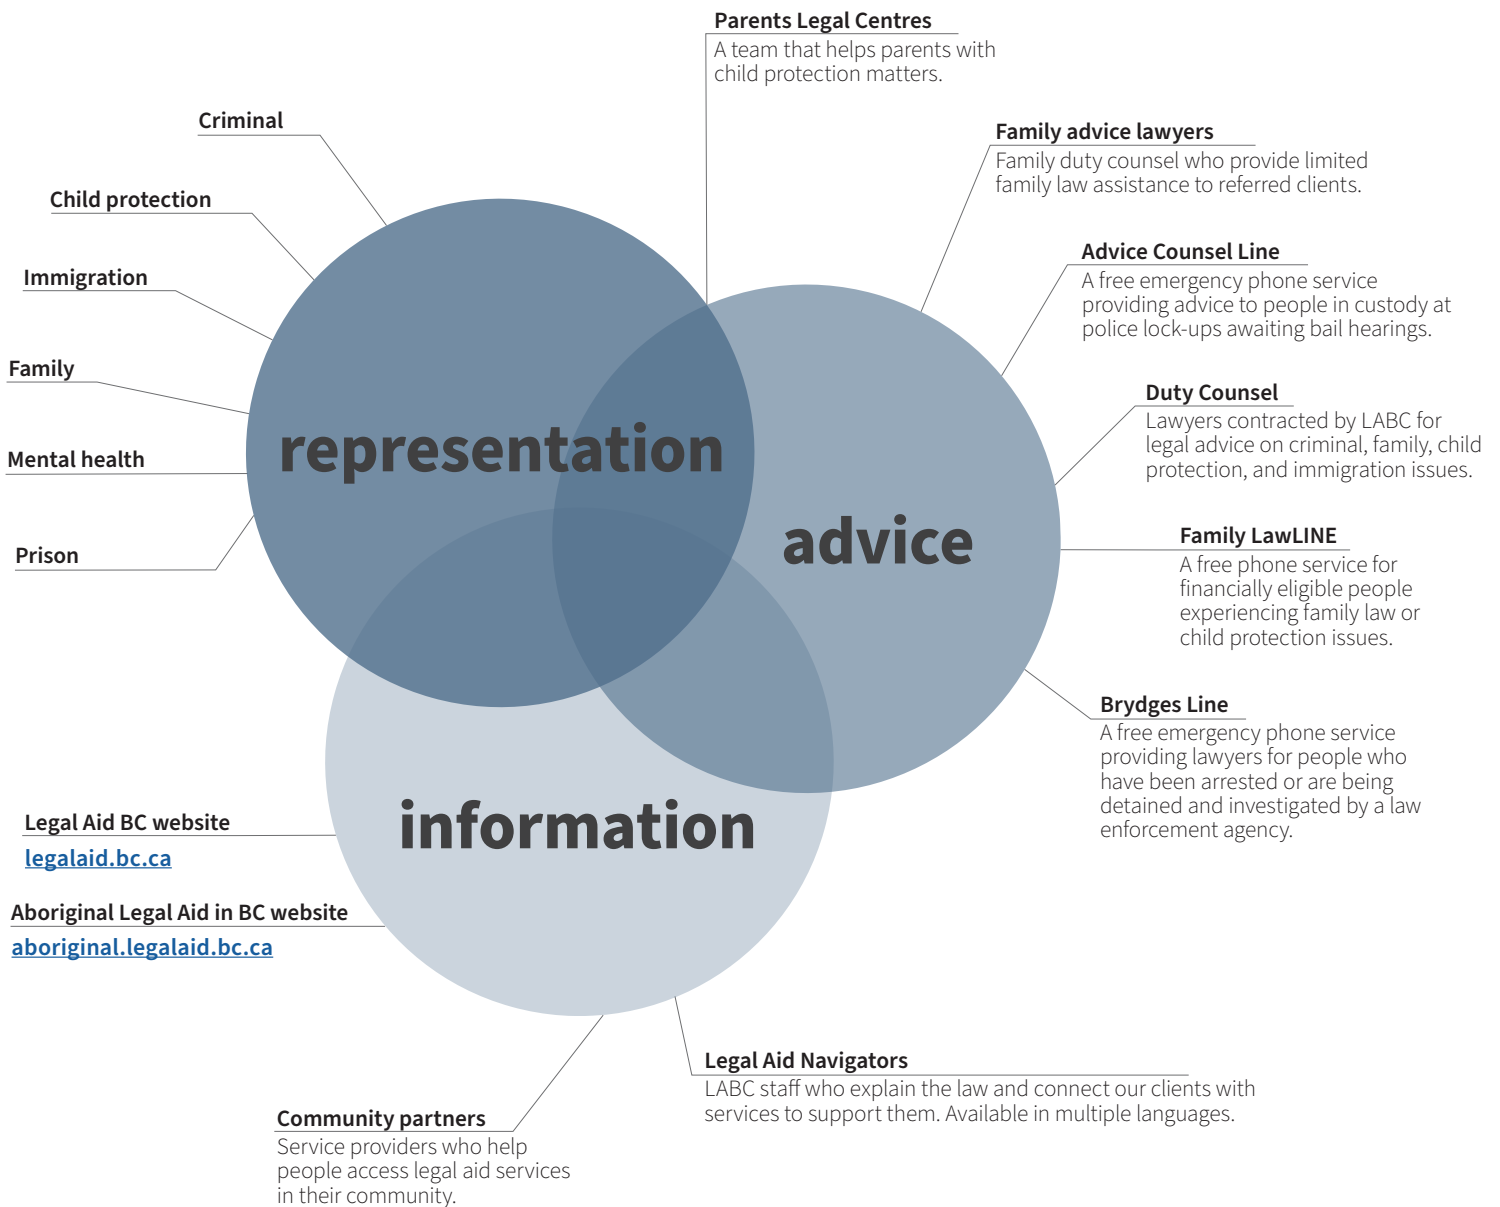 Parents Legal Centres
A team that helps parents with
child protection matters.
Criminal
Child protection
Immigration
Family
Mental health
Prison
Family advice lawyers
Family duty counsel who provide limited
family law assistance to referred clients.
Advice Counsel Line
A free emergency phone service
providing advice to people in custody at
police lock-ups awaiting bail hearings.
Duty Counsel
Lawyers contracted by LABC for
legal advice on criminal, family, child
protection, and immigration issues.
Family LawLINE
A free phone service for
financially eligible people
experiencing family law or
child protection issues.
Brydges Line
A free emergency phone service
providing lawyers for people who
have been arrested or are being
detained and investigated by a law
enforcement agency.
representation
advice
information
Legal Aid BC website
legalaid.bc.ca
Aboriginal Legal Aid in BC website
aboriginal.legalaid.bc.ca
Legal Aid Navigators
LABC staff who explain the law and connect our clients with
services to support them. Available in multiple languages.
Community partners
Service providers who help
people access legal aid services
in their community.